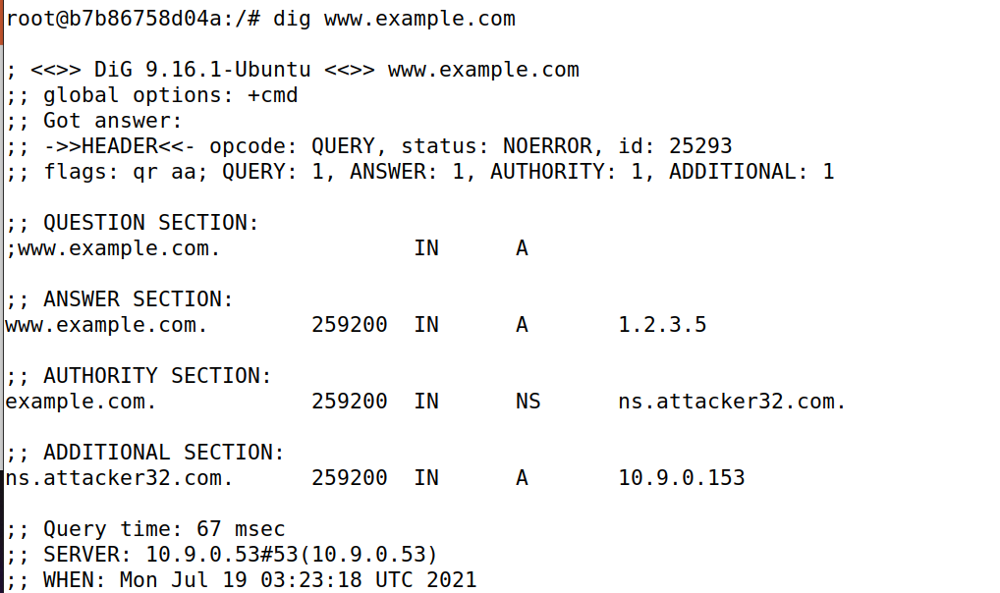 root@b7b86758d04a:/# dig www.example.com
; <<>> DiG 9.16.1-Ubuntu <<>> www.example.com
;; global options: +cmd
;; Got answer:
;; ->>HEADER<<- opcode: QUERY, status: NOERROR, id: 25293
;; flags: qr aa; QUERY: 1, ANSWER: 1, AUTHORITY: 1, ADDITIONAL: 1
;; QUESTION SECTION:
;www.example.com. IN A
;; ANSWER SECTION:
www.example.com. 259200 IN A 1.2.3.5
;; AUTHORITY SECTION:
example.com. 259200 IN NS ns.attacker32.com.
;; ADDITIONAL SECTION:
ns.attacker32.com. 259200 IN A 10.9.0.153
;; Query time: 67 msec
;; SERVER: 10.9.0.53#53(10.9.0.53)
;; WHEN: Mon Jul 19 03:23:18 UTC 2021